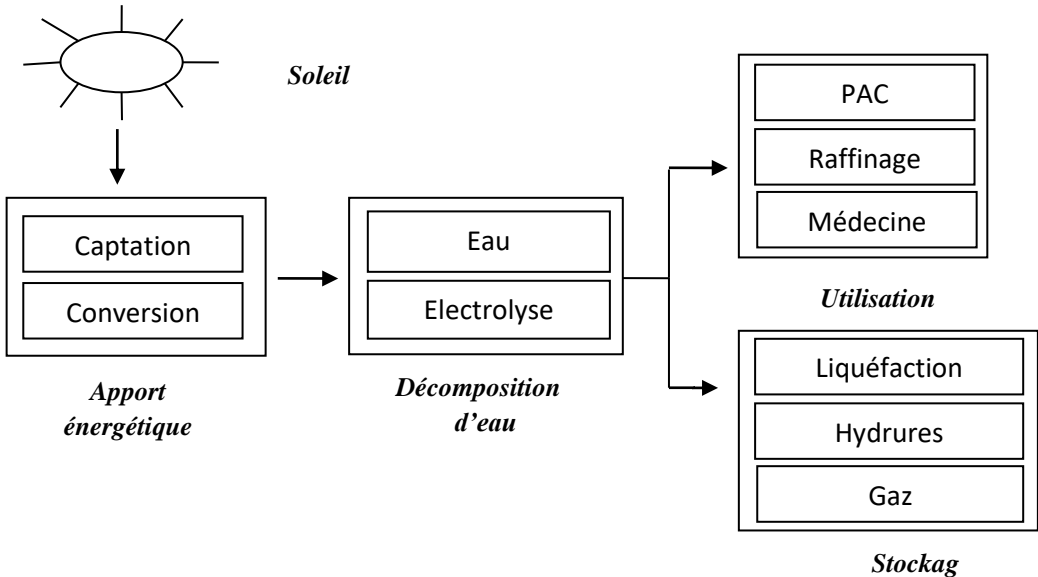 Soleil
Captation
Conversion
Apport
énergétique
Eau
Electrolyse
Décomposition
d'eau
PAC
Raffinage
Médecine
Utilisation
Liquéfaction
Hydrures
Gaz
Stockag